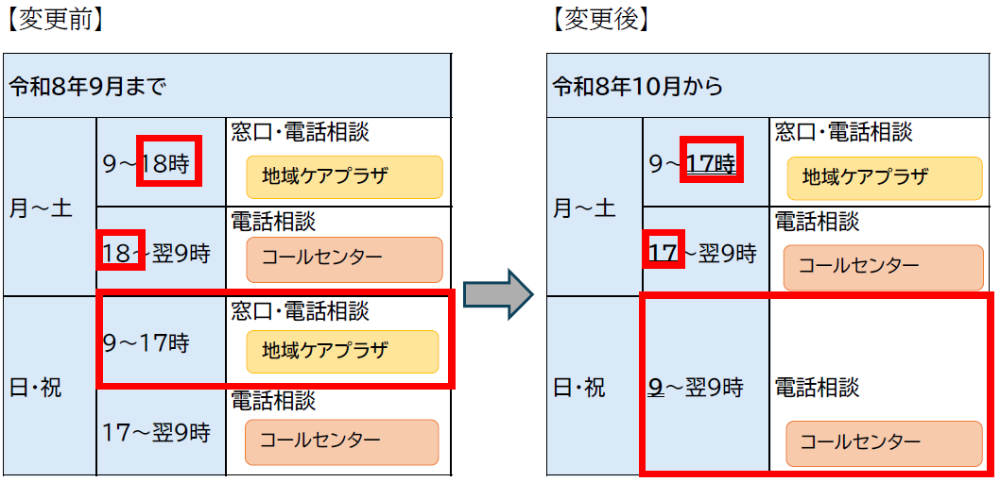 【変更前】
令和8年9月まで
月～土
9～18時
窓口・電話相談
地域ケアプラザ
18～翌9時
電話相談
コールセンター
日・祝
9～17時
窓口・電話相談
地域ケアプラザ
17～翌9時
電話相談
コールセンター
【変更後】
令和8年10月から
月～土
9～17時
窓口・電話相談
地域ケアプラザ
17～翌9時
電話相談
コールセンター
日・祝
9～翌9時
電話相談
コールセンター